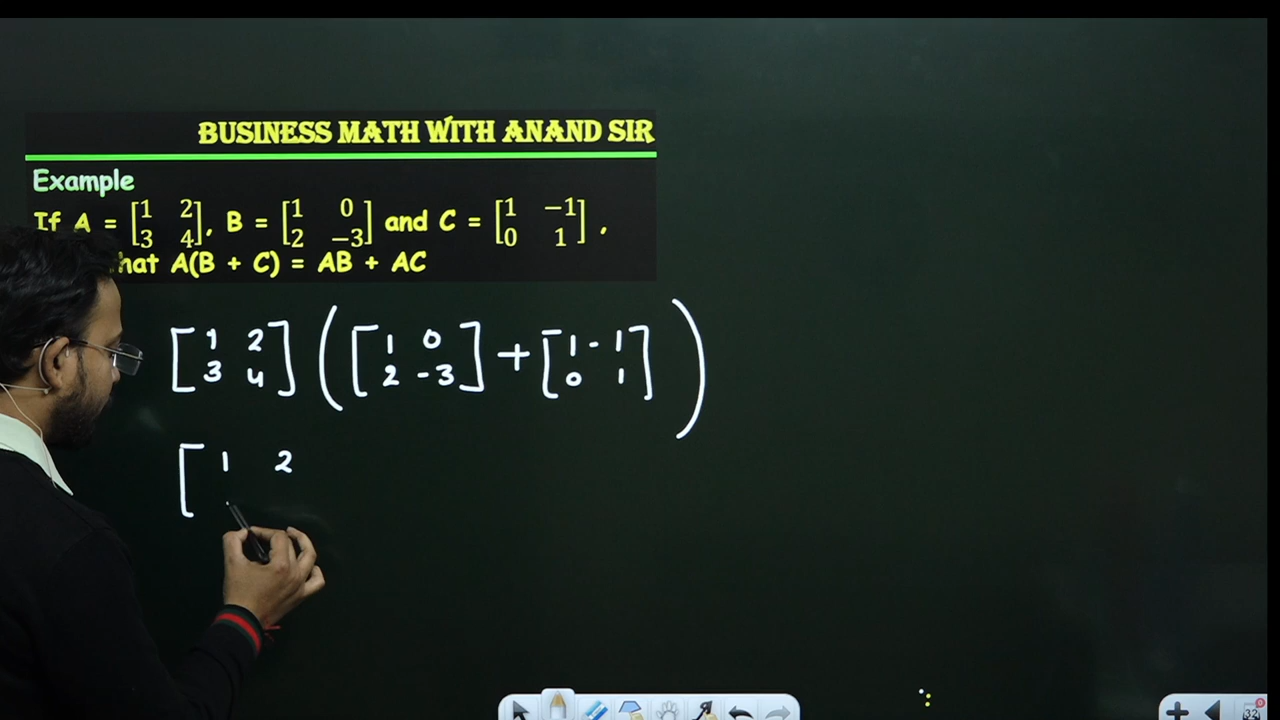 BUSINESS MATH WITH ANAND SIR
Example
If A = [1 2 3 4], B = [1 0 2 −3] and C = [1 −1 0 1] ,
A(B + C) = AB + AC
[1 2 3 4] ([1 0 2 -3] + [1 -1 0 1])
[ 1 2
32